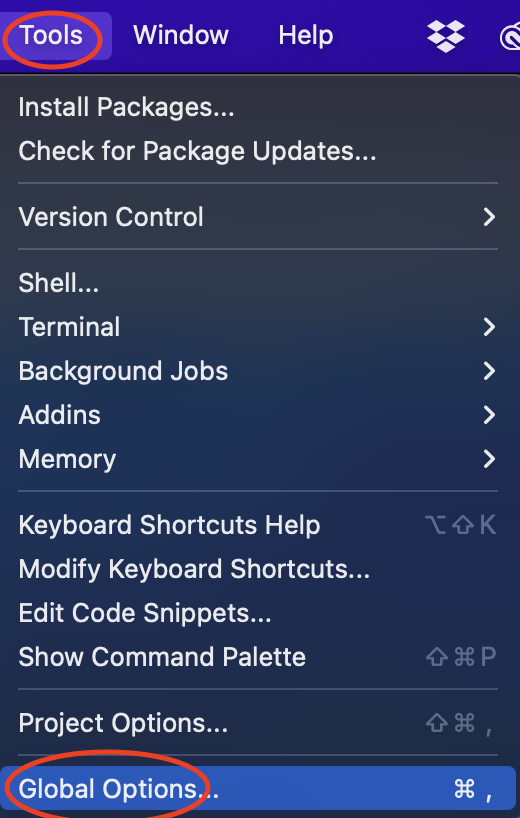 Tools Window Help
Install Packages...
Check for Package Updates...
Version Control
Shell...
Terminal
Background Jobs
Addins
Memory
Keyboard Shortcuts Help ⌥⇧K
Modify Keyboard Shortcuts...
Edit Code Snippets...
Show Command Palette ⇧⌘P
Project Options... ⇧⌘,
Global Options... ⌘,